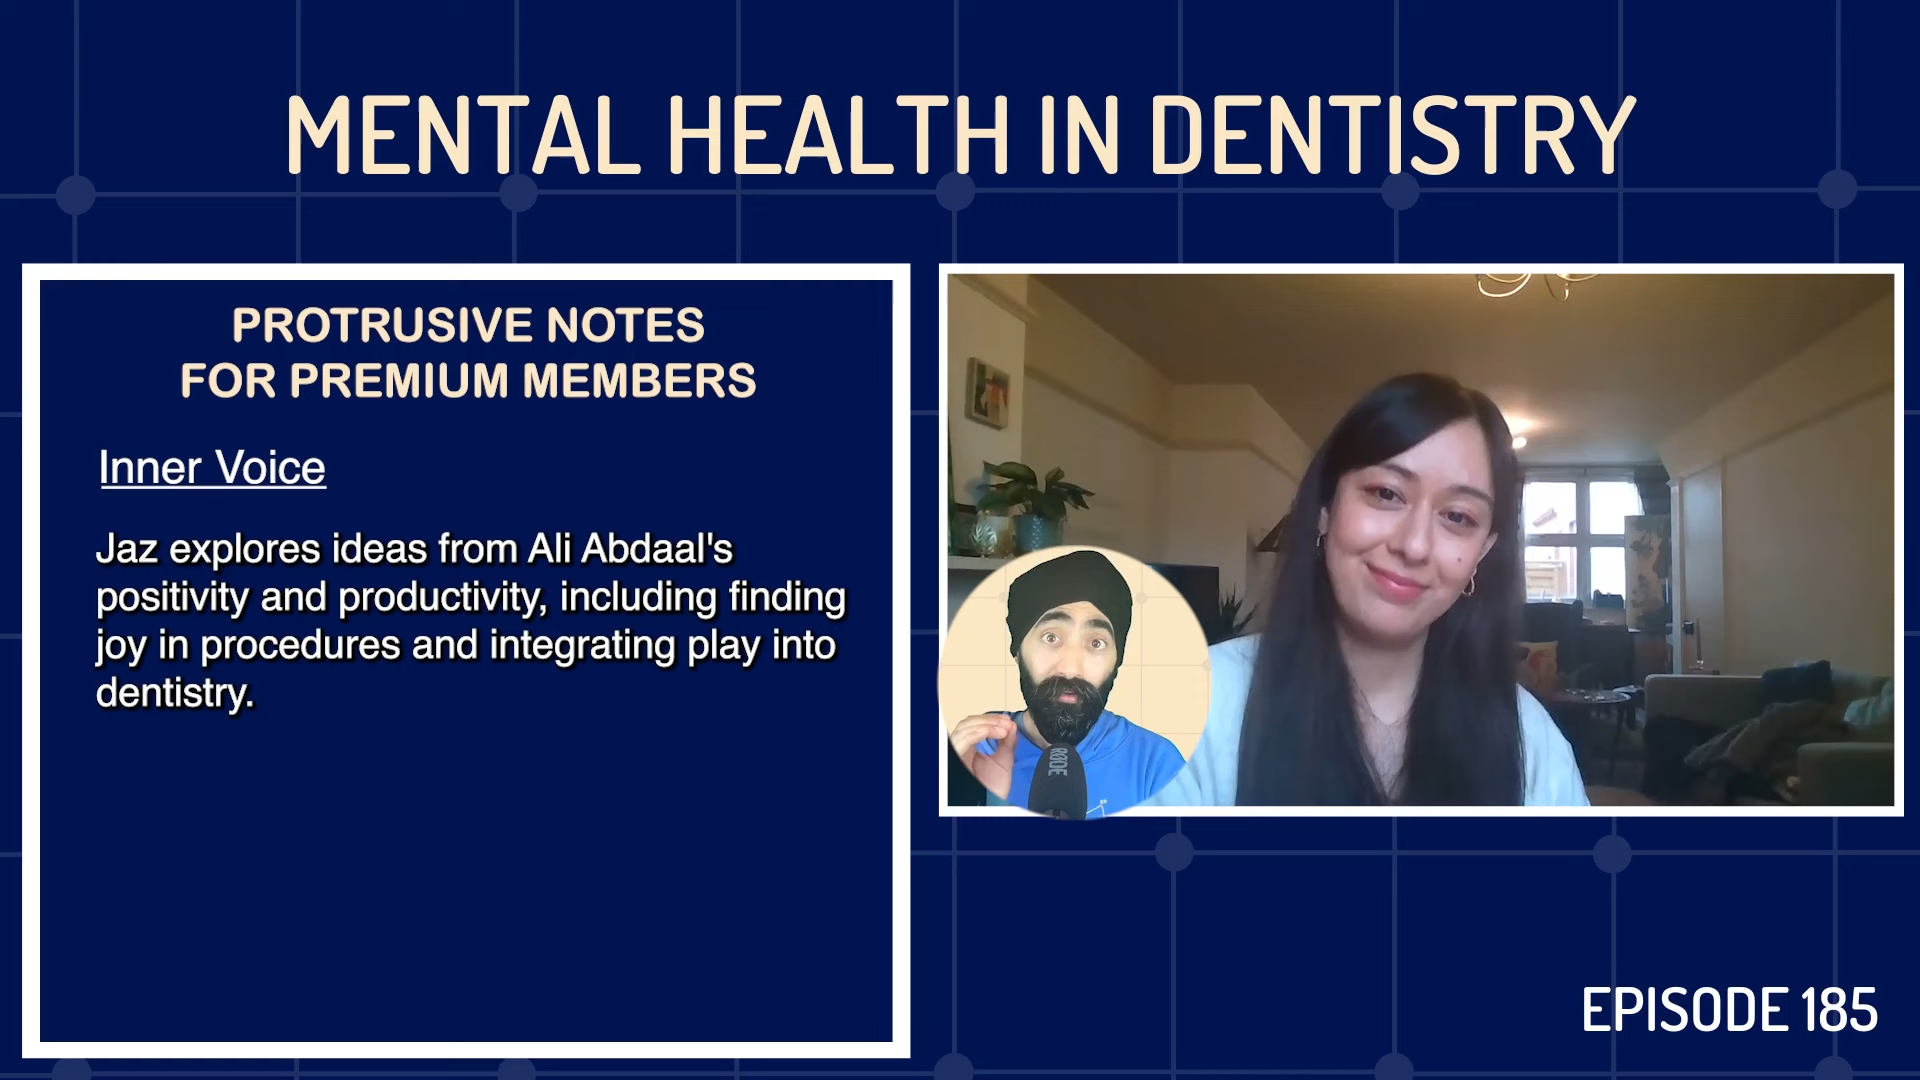 MENTAL HEALTH IN DENTISTRY
PROTRUSIVE NOTES
FOR PREMIUM MEMBERS
Inner Voice
Jaz explores ideas from Ali Abdaal's
positivity and productivity, including finding
joy in procedures and integrating play into
dentistry.
RØDE
EPISODE 185